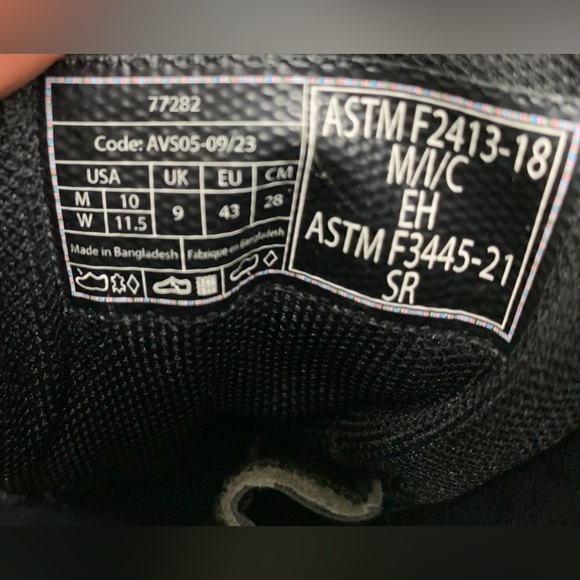 77282
Code: AVS05-09/23
USA UK EU CM
M 10 9 43 28
W 11.5
Made in Bangladesh Fabriqué en Bangladesh
ASTM F2413-18
M/I/C
EH
ASTM F3445-21
SR